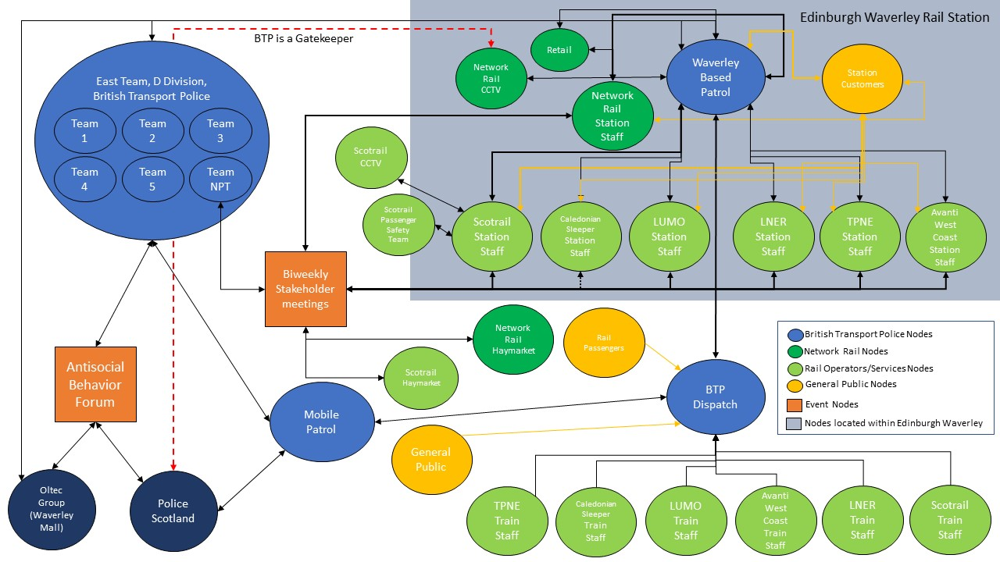 Edinburgh Waverley Rail Station
BTP is a Gatekeeper
East Team, D Division,
British Transport Police
Team
1
Team
2
Team
3
Team
4
Team
5
Team
NPT
Network
Rail
CCTV
Retail
Waverley
Based
Patrol
Station
Customers
Network
Rail
Station
Staff
Scotrail
CCTV
Scotrail
Passenger
Safety
Team
Scotrail
Station
Staff
Caledonian
Sleeper
Station
Staff
LUMO
Station
Staff
LNER
Station
Staff
TPNE
Station
Staff
Avanti
West
Coast
Station
Staff
Biweekly
Stakeholder
meetings
Network
Rail
Haymarket
Rail
Passengers
Scotrail
Haymarket
Antisocial
Behavior
Forum
Mobile
Patrol
BTP
Dispatch
General
Public
British Transport Police Nodes
Network Rail Nodes
Rail Operators/Services Nodes
General Public Nodes
Event Nodes
Nodes located within Edinburgh Waverley
Oltec
Group
(Waverley
Mall)
Police
Scotland
TPNE
Train
Staff
Caledonian
Sleeper
Train
Staff
LUMO
Train
Staff
Avanti
West
Coast
Train
Staff
LNER
Train
Staff
Scotrail
Train
Staff